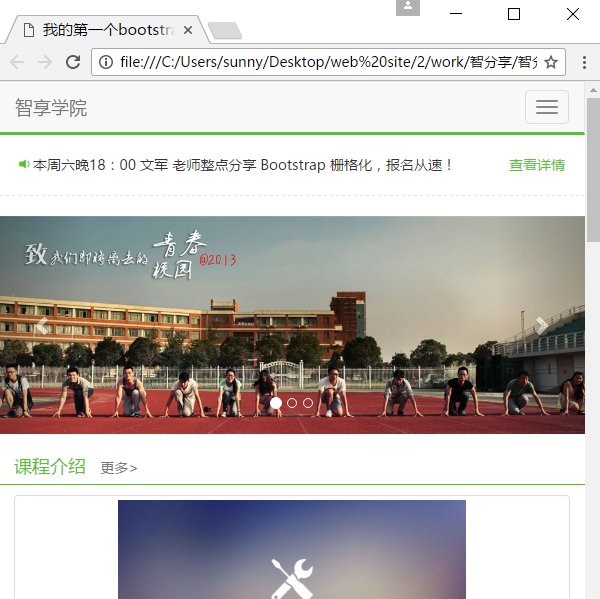 我的第一个bootstra
file:///C:/Users/sunny/Desktop/web%20site/2/work/智分享/智分
智享学院
本周六晚18：00 文军 老师整点分享 Bootstrap 栅格化，报名从速！ 查看详情
致 我们即将离去的 青春校园 @2013
课程介绍 更多>